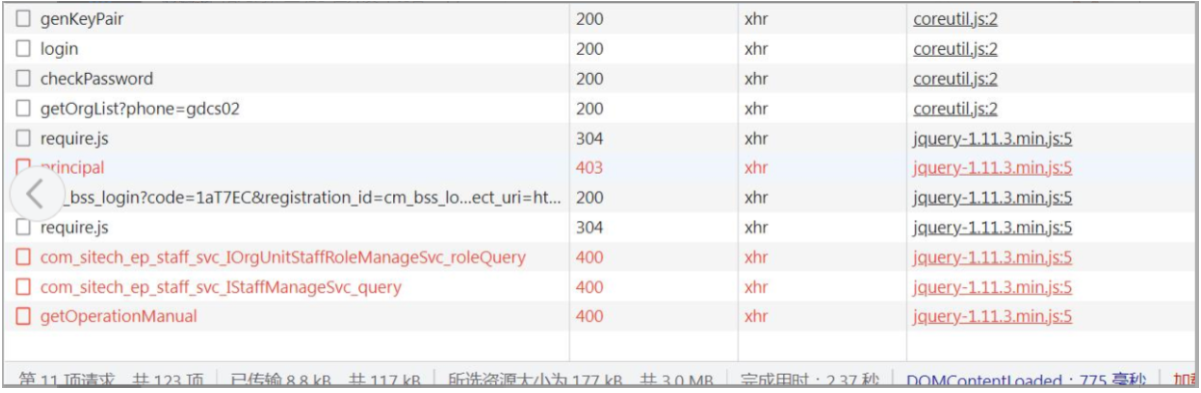 genKeyPair 200 xhr coreutil.js:2
login 200 xhr coreutil.js:2
checkPassword 200 xhr coreutil.js:2
getOrgList?phone=gdcs02 200 xhr coreutil.js:2
require.js 304 xhr jquery-1.11.3.min.js:5
principal 403 xhr jquery-1.11.3.min.js:5
_bss_login?code=1aT7EC&registration_id=cm_bss_lo...ect_uri=ht... 200 xhr jquery-1.11.3.min.js:5
require.js 304 xhr jquery-1.11.3.min.js:5
com_sitech_ep_staff_svc_IOrgUnitStaffRoleManageSvc_roleQuery 400 xhr jquery-1.11.3.min.js:5
com_sitech_ep_staff_svc_IStaffManageSvc_query 400 xhr jquery-1.11.3.min.js:5
getOperationManual 400 xhr jquery-1.11.3.min.js:5
第 11 项请求，共 123 项 已传输 8.8 kB，共 117 kB 所选资源大小为 177 kB，共 3.0 MB 完成用时：2.37 秒 DOMContentLoaded：775 毫秒